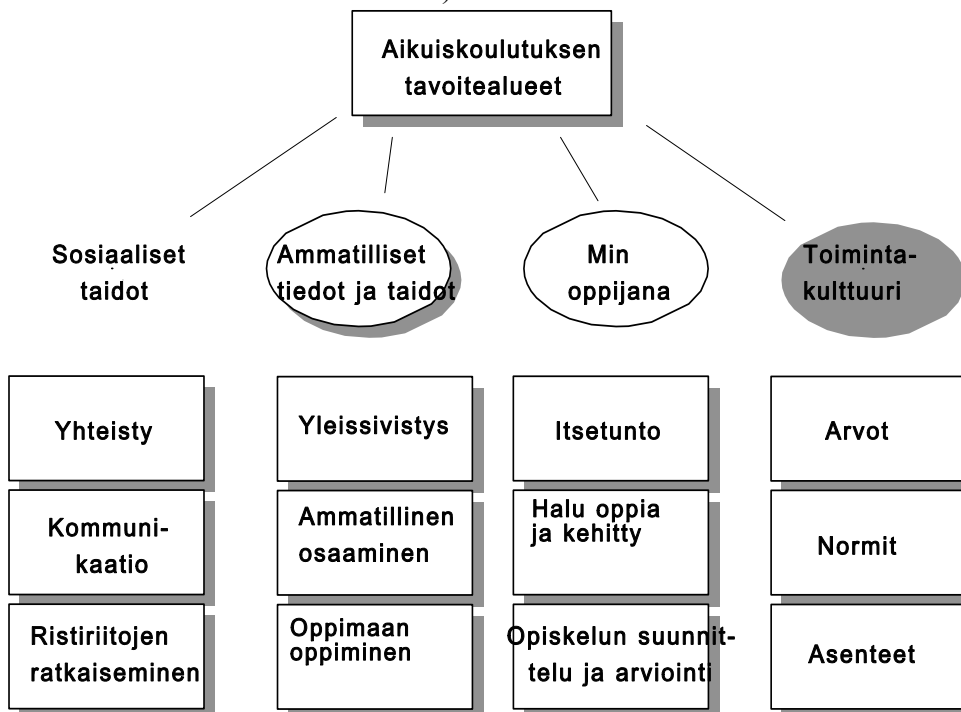 Aikuiskoulutuksen
tavoitealueet
Sosiaaliset
taidot
Ammatilliset
tiedot ja taidot
Min
oppijana
Toiminta-
kulttuuri
Yhteisty
Kommuni-
kaatio
Ristiriitojen
ratkaiseminen
Yleissivistys
Ammatillinen
osaaminen
Oppimaan
oppiminen
Itsetunto
Halu oppia
ja kehitty
Opiskelun suunnit-
telu ja arviointi
Arvot
Normit
Asenteet